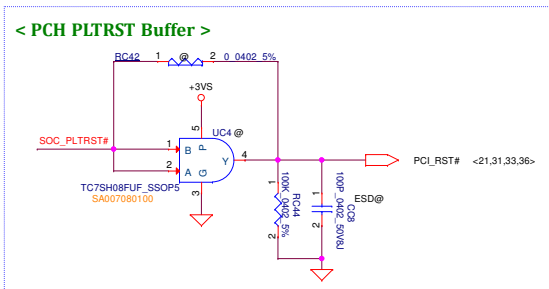 < PCH PLTRST Buffer >
RC42 1 @ 2 0_0402_5%
+3VS
5
UC4 @
SOC_PLTRST# 1 B P
Y 4
2 A G
PCI_RST# <21,31,33,36>
TC7SH08FUF_SSOP5
SA007080100
3
1
100K_0402_5%
RC44
2
1
100P_0402_50V8J
CC8
2
ESD@